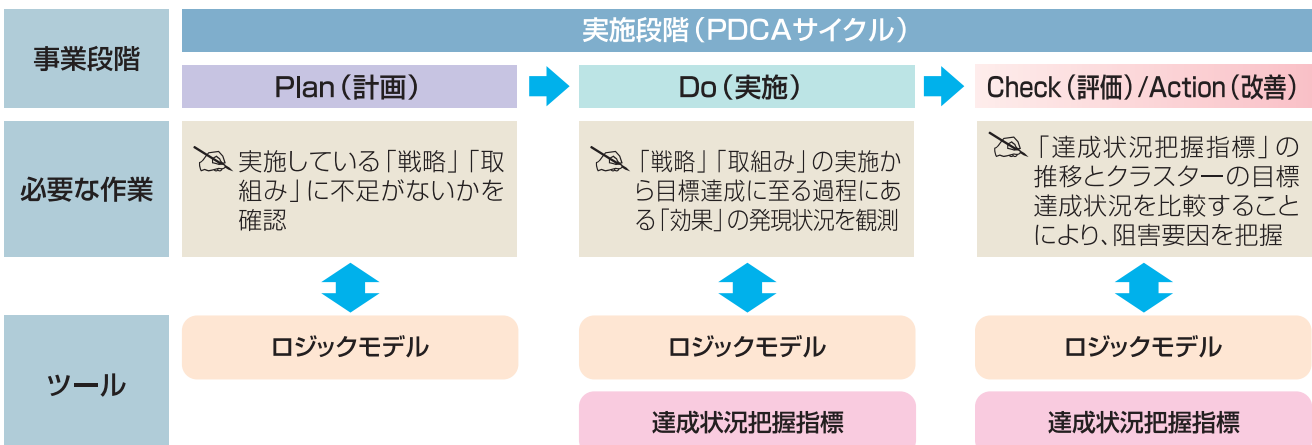 事業段階
実施段階（PDCAサイクル）
Plan（計画）
Do（実施）
Check（評価）/Action（改善）
必要な作業
実施している「戦略」「取
組み」に不足がないかを
確認
「戦略」「取組み」の実施か
ら目標達成に至る過程にあ
る「効果」の発現状況を観測
「達成状況把握指標」の
推移とクラスターの目標
達成状況を比較すること
により、阻害要因を把握
ツール
ロジックモデル
ロジックモデル
ロジックモデル
達成状況把握指標
達成状況把握指標